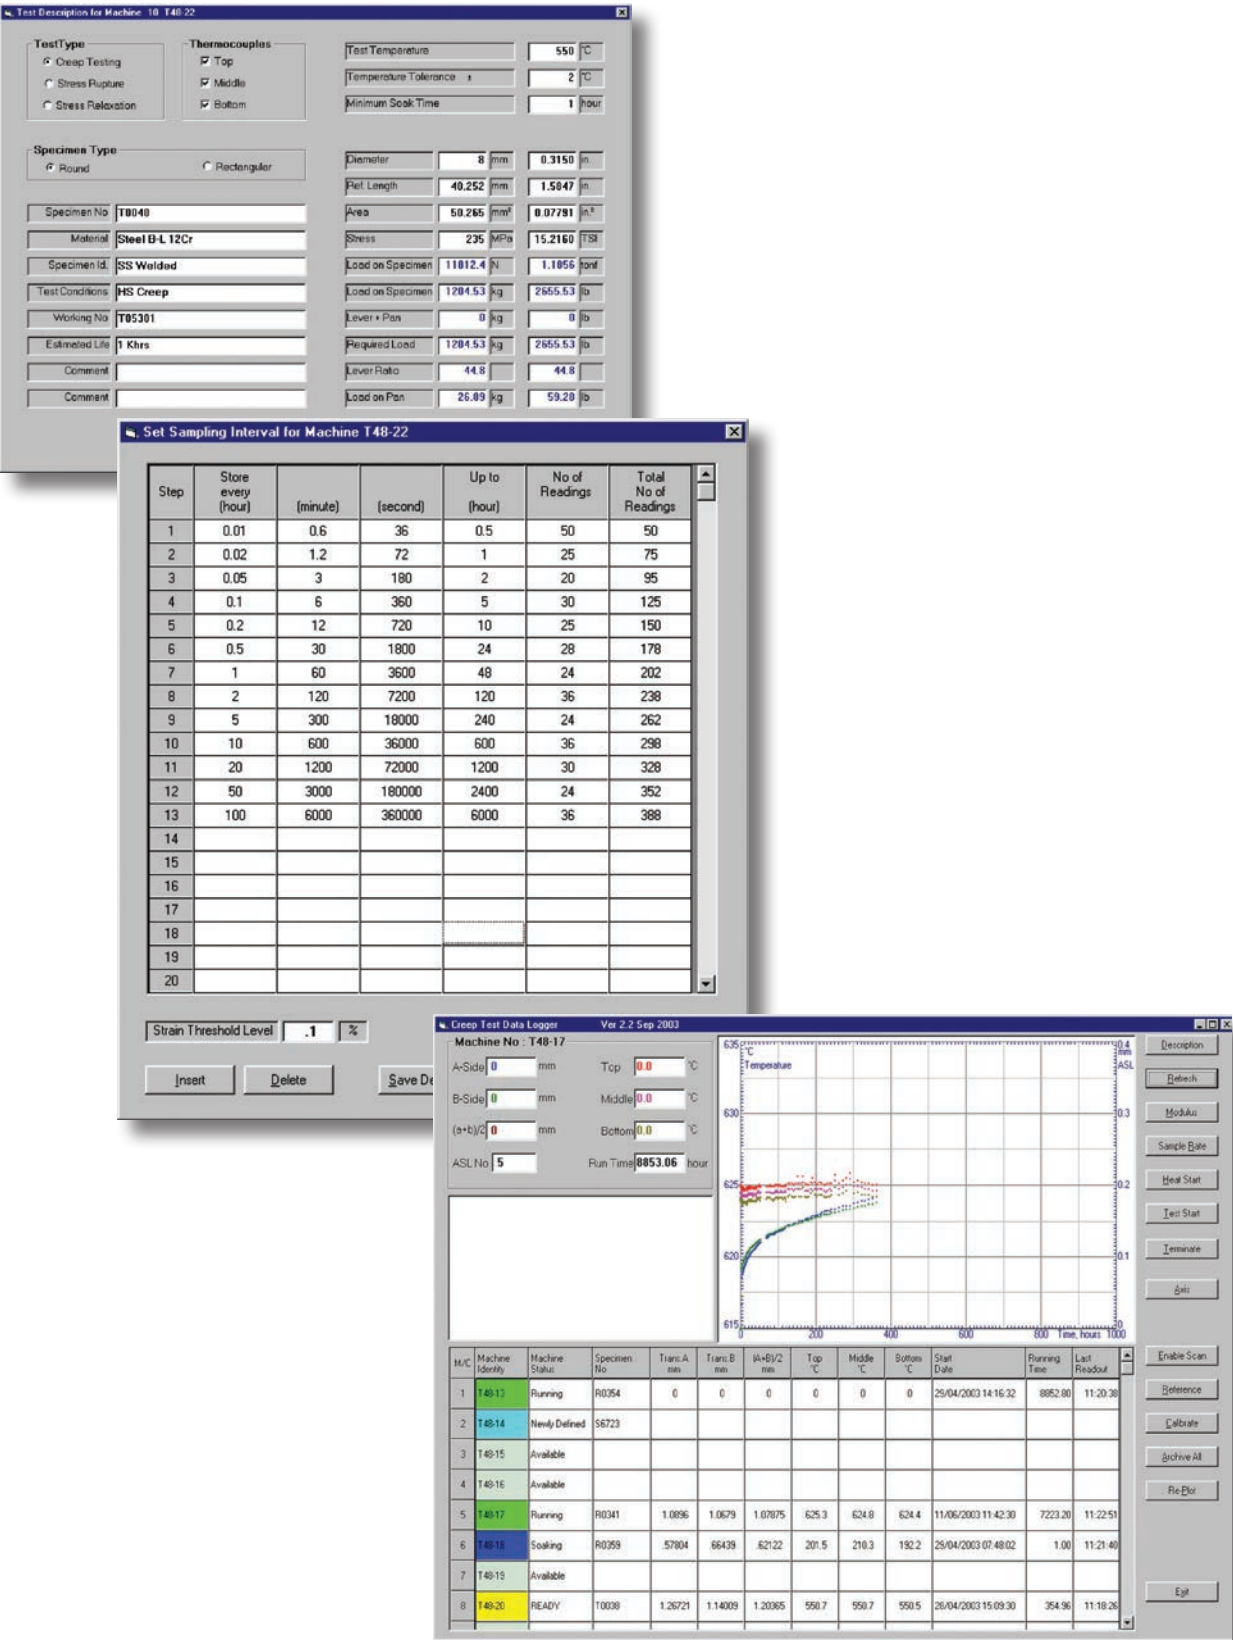 Test Description for Machine 10 T48-22
TestType
Creep Testing
Stress Rupture
Stress Relaxation
Thermocouples
Top
Middle
Bottom
Test Temperature 550 °C
Temperature Tolerance ± 2 °C
Minimum Soak Time 1 hour
Specimen Type
Round Rectangular
Specimen No T0040
Material Steel B-L 12Cr
Specimen Id. SS Welded
Test Conditions HS Creep
Working No T05301
Estimated Life 1 Khrs
Comment
Comment
Diameter 8 mm 0.3150 in.
Ref. Length 40.252 mm 1.5847 in.
Area 50.265 mm² 0.07791 in.²
Stress 235 MPa 15.2160 TSI
Load on Specimen 11812.4 N 1.1856 tonf
Load on Specimen 1204.53 kg 2655.53 lb
Lever + Pan 0 kg 0 lb
Required Load 1204.53 kg 2655.53 lb
Lever Ratio 44.8 44.8
Load on Pan 26.89 kg 59.28 lb
Set Sampling Interval for Machine T48-22
Step Store every (hour) (minute) (second) Up to (hour) No of Readings Total No of Readings
1 0.01 0.6 36 0.5 50 50
2 0.02 1.2 72 1 25 75
3 0.05 3 180 2 20 95
4 0.1 6 360 5 30 125
5 0.2 12 720 10 25 150
6 0.5 30 1800 24 28 178
7 1 60 3600 48 24 202
8 2 120 7200 120 36 238
9 5 300 18000 240 24 262
10 10 600 36000 600 36 298
11 20 1200 72000 1200 30 328
12 50 3000 180000 2400 24 352
13 100 6000 360000 6000 36 388
14
15
16
17
18
19
20
Strain Threshold Level .1 %
Insert Delete Save De
Creep Test Data Logger Ver 2.2 Sep 2003
Machine No : T48-17
A-Side 0 mm Top 0.0 °C
B-Side 0 mm Middle 0.0 °C
(a+b)/2 0 mm Bottom 0.0 °C
ASL No 5 Run Time 8853.06 hour
635 °C 0.4
mm
Temperature ASL
630 0.3
625 0.2
620 0.1
615 0
0 200 400 600 800 Time, hours 1000
Description
Refresh
Modulus
Sample Rate
Heat Start
Test Start
Terminate
Axis
Enable Scan
Reference
Calibrate
Archive All
Re-Plot
Exit
M/C Machine Identity Machine Status Specimen No Trans.A mm Trans.B mm (A+B)/2 mm Top °C Middle °C Bottom °C Start Date Running Time Last Readout
1 T48-13 Running R0354 0 0 0 0 0 0 29/04/2003 14:16:32 8852.80 11:20:38
2 T48-14 Newly Defined S6723
3 T48-15 Available
4 T48-16 Available
5 T48-17 Running R0341 1.0896 1.0679 1.07875 625.3 624.8 624.4 11/06/2003 11:42:30 7223.20 11:22:51
6 T48-18 Soaking R0359 .57804 .66439 .62122 201.5 210.3 192.2 29/04/2003 07:48:02 1.00 11:21:40
7 T48-19 Available
8 T48-20 READY T0038 1.26721 1.14009 1.20365 550.7 550.7 550.5 28/04/2003 15:09:30 354.96 11:18:26